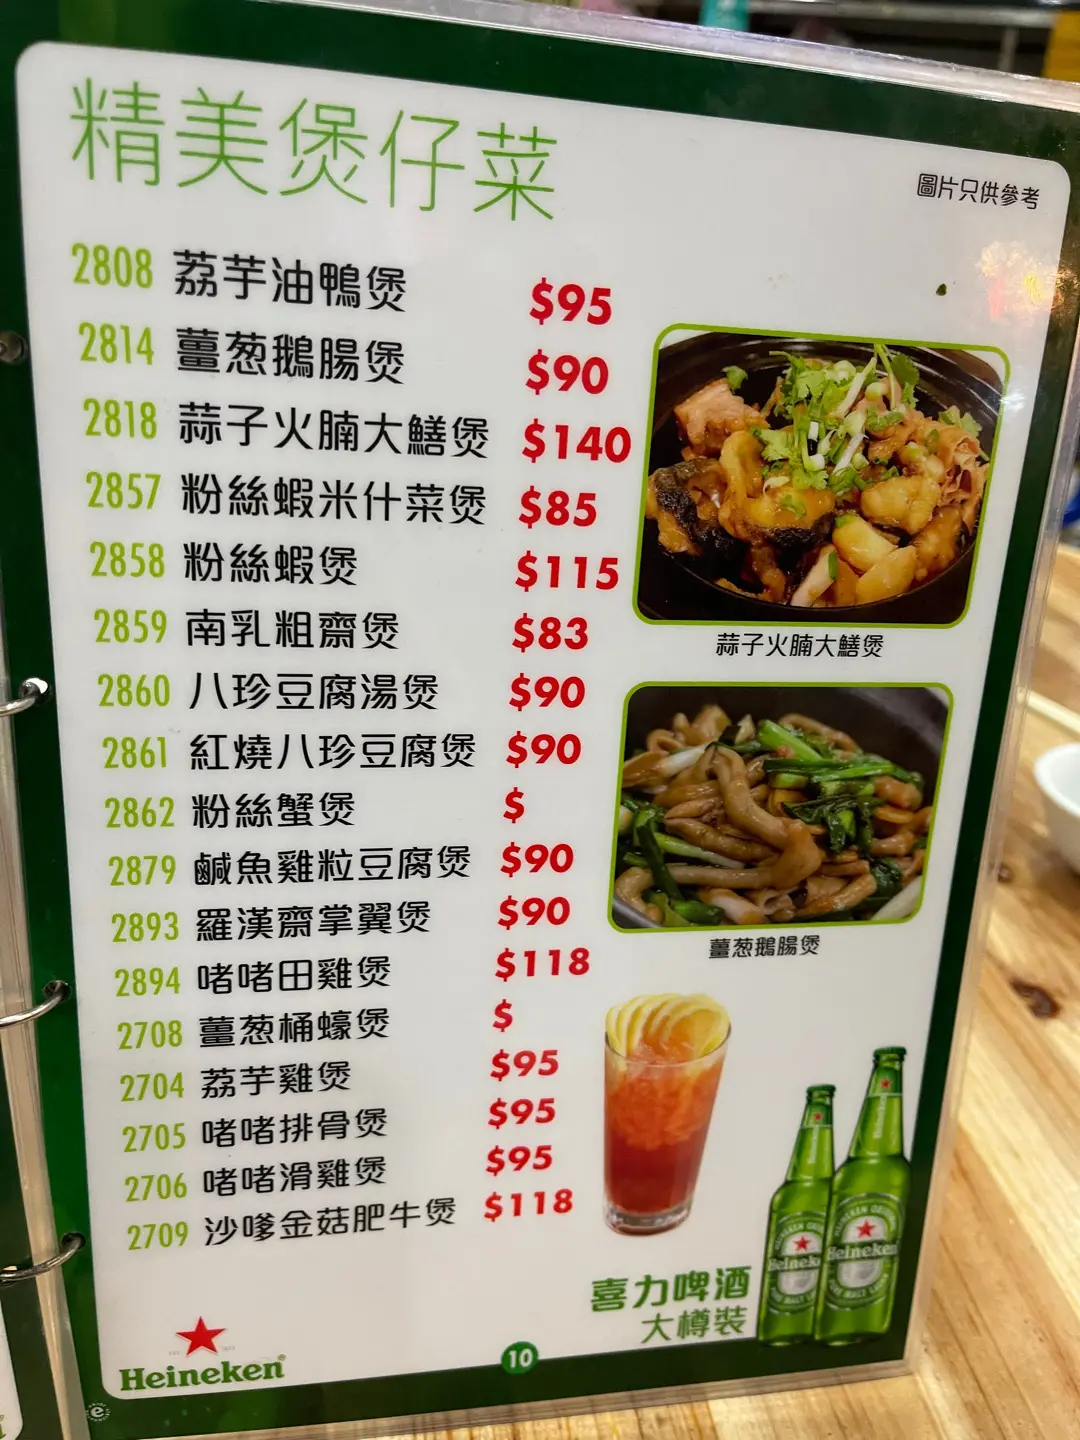 精美煲仔菜
圖片只供參考
2808 荔芋油鴨煲 $95
2814 薑葱鵝腸煲 $90
2818 蒜子火腩大鱔煲 $140
2857 粉絲蝦米什菜煲 $85
2858 粉絲蝦煲 $115
2859 南乳粗齋煲 $83
2860 八珍豆腐湯煲 $90
2861 紅燒八珍豆腐煲 $90
2862 粉絲蟹煲 $
2879 鹹魚雞粒豆腐煲 $90
2893 羅漢齋掌翼煲 $90
2894 啫啫田雞煲 $118
2708 薑葱桶蠔煲 $
2704 荔芋雞煲 $95
2705 啫啫排骨煲 $95
2706 啫啫滑雞煲 $95
2709 沙嗲金菇肥牛煲 $118
蒜子火腩大鱔煲
薑葱鵝腸煲
Heineken
Heineken
喜力啤酒
大樽裝
Heineken
10